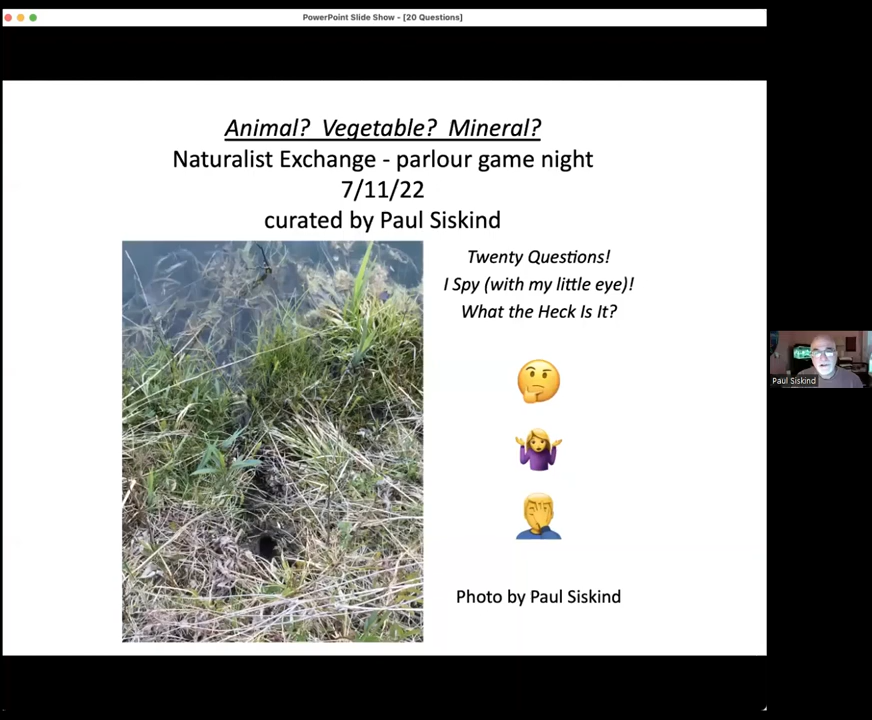 PowerPoint Slide Show - [20 Questions]
Animal? Vegetable? Mineral?
Naturalist Exchange - parlour game night
7/11/22
curated by Paul Siskind
Twenty Questions!
I Spy (with my little eye)!
What the Heck Is It?
Photo by Paul Siskind
Paul Siskind